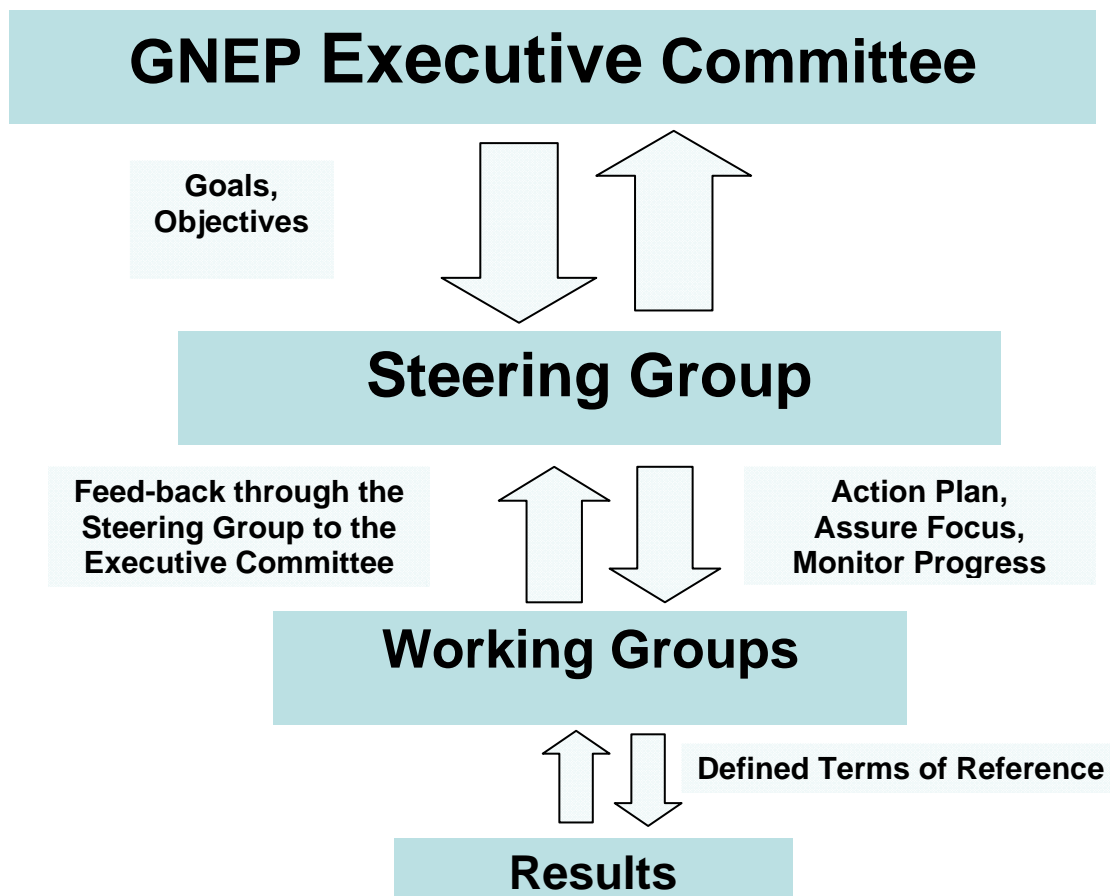 GNEP Executive Committee
Goals,
Objectives
Steering Group
Feed-back through the
Steering Group to the
Executive Committee
Action Plan,
Assure Focus,
Monitor Progress
Working Groups
Defined Terms of Reference
Results